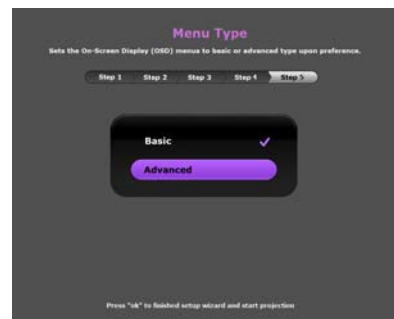 Menu Type
Sets the On-Screen Display (OSD) menus to basic or advanced type upon preference.
Step 1 Step 2 Step 3 Step 4 Step 5
Basic
Advanced
Press "ok" to finished setup wizard and start projection